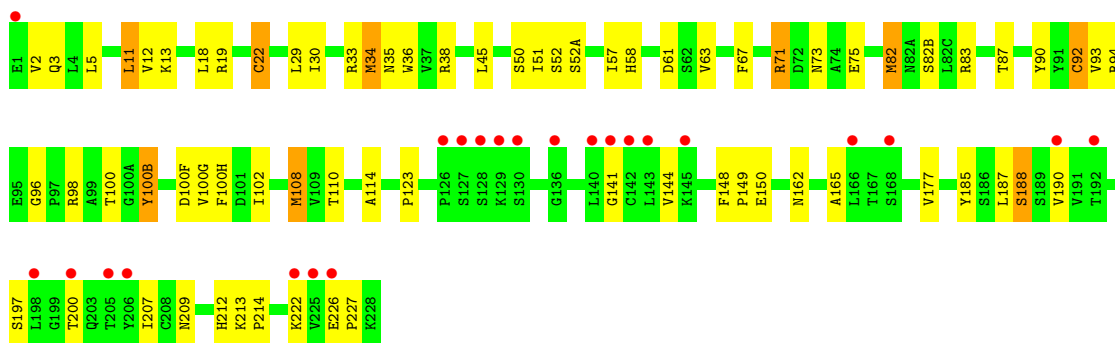 E1 V2 Q3 L4 L5 L11 V12 K13 L18 R19 C22 L29 I30 R33 M34 N35 W36 V37 R38 L45 S50 I51 S52 S52A I57 H58 D61 S62 V63 F67 R71 D72 N73 A74 E75 M82 N82A S82B L82C R83 T87 Y90 Y91 C92 V93 R94
E95 G96 P97 R98 A99 T100 G100A Y100B D100F V100G F100H D101 I102 M108 V109 T110 A114 P123 P126 S127 S128 K129 S130 G136 L140 G141 C142 L143 V144 K145 F148 P149 E150 N162 A165 L166 T167 S168 V177 Y185 S186 L187 S188 S189 V190 V191 T192
S197 L198 G199 T200 Q203 T205 Y206 I207 C208 N209 H212 K213 P214 K222 V225 E226 P227 K228